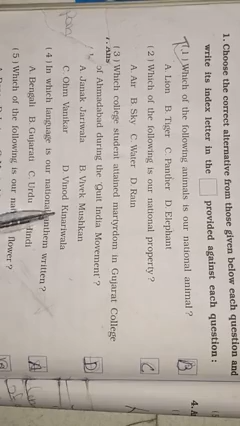 1. Choose the correct alternative from those given below each question and
write its index letter in the provided against each question :
(1) Which of the following animals is our national animal ?
A. Lion B. Tiger C. Panther D. Elephant
B
(2) Which of the following is our national property ?
A. Air B. Sky C. Water D. Rain
C
(3) Which college student attained martyrdom in Gujarat College
of Ahmadabad during the 'Quit India Movement' ?
A. Janak Jariwala B. Vivek Mushkan
C. Ohm Vanikar D. Vinod Kinariwala
D
(4) In which language is our national anthem written ?
A. Bengali B. Gujarati C. Urdu Hindi
A
(5) Which of the following is our flower ?
4.